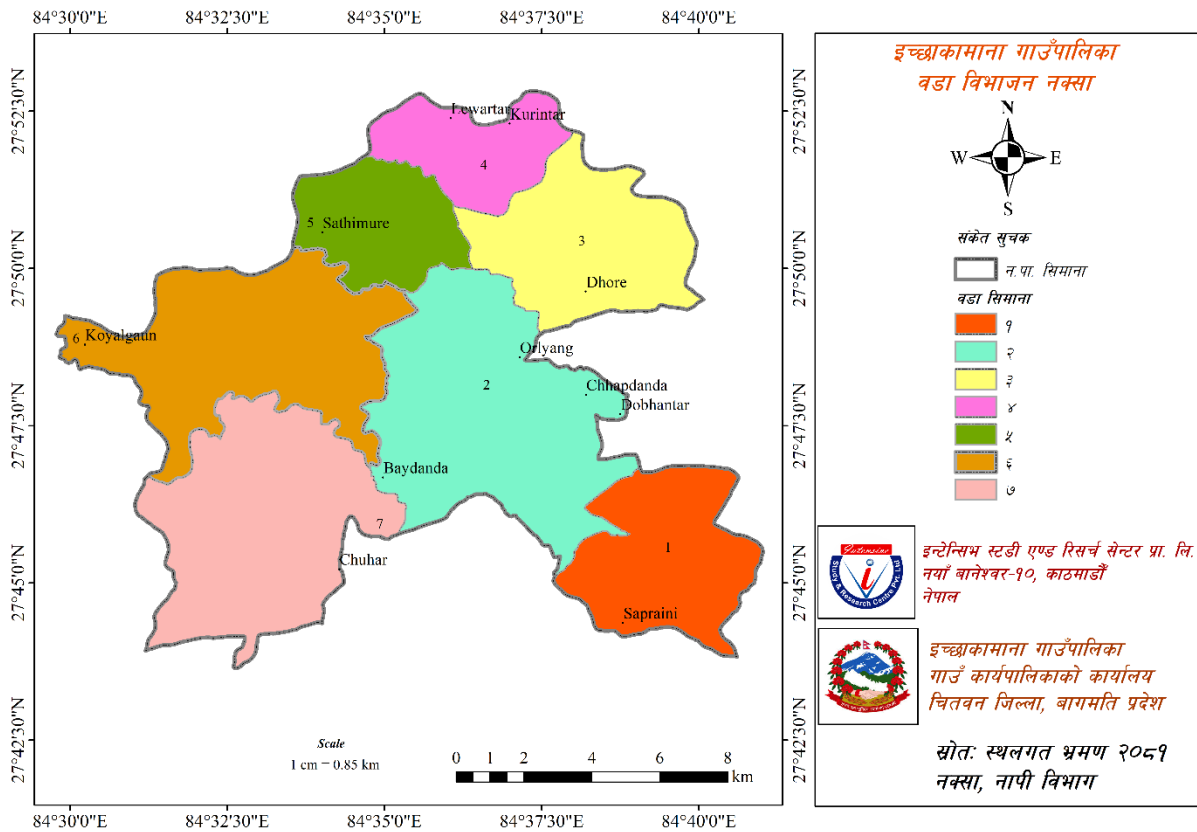 84°30'0"E 84°32'30"E 84°35'0"E 84°37'30"E 84°40'0"E
27°52'30"N
27°50'0"N
27°47'30"N
27°45'0"N
27°42'30"N
Lewartar
Kurintar
4
5 Sathimure
3
Dhore
6 Koyalgaun
Orlyang
2
Chhapdanda
Dobhantar
Baydanda
7
1
Chuhar
Sapraini
Scale
1 cm = 0.85 km
0 1 2 4 6 8
km
27°52'30"N
27°50'0"N
27°47'30"N
27°45'0"N
27°42'30"N
84°30'0"E 84°32'30"E 84°35'0"E 84°37'30"E 84°40'0"E
इच्छाकामाना गाउँपालिका
वडा विभाजन नक्सा
N
W E
S
संकेत सुचक
न.पा. सिमाना
वडा सिमाना
१
२
३
४
५
६
७
Intensive
Study & Research Centre Pvt. Ltd
इन्टेन्सिभ स्टडी एण्ड रिसर्च सेन्टर प्रा. लि.
नयाँ बानेश्वर-१०, काठमाडौँ
नेपाल
इच्छाकामाना गाउँपालिका
गाउँ कार्यपालिकाको कार्यालय
चितवन जिल्ला, बागमति प्रदेश
स्रोतः स्थलगत भ्रमण २०८१
नक्सा, नापी विभाग